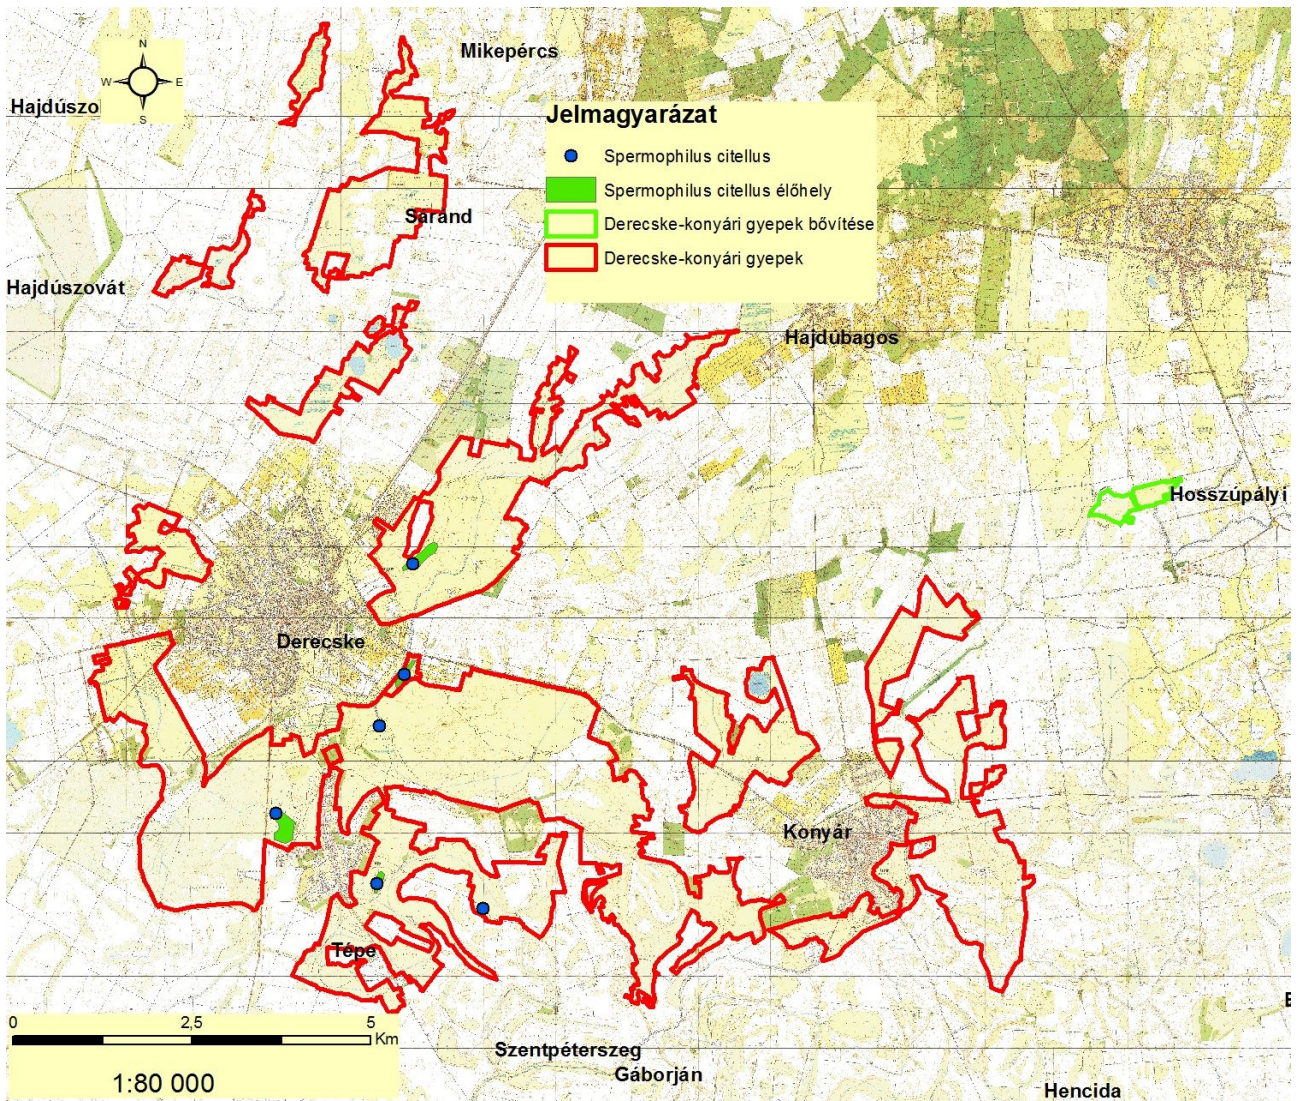 Mikepércs
N
W E
S
Hajdúszo
Jelmagyarázat
Spermophilus citellus
Spermophilus citellus élőhely
Derecske-konyári gyepek bővítése
Derecske-konyári gyepek
Sáránd
Hajdúszovát
Hajdúbagos
Hosszúpályi
Derecske
Konyár
Tépe
0 2,5 5
Km
1:80 000
Szentpéterszeg
Gáborján
Hencida